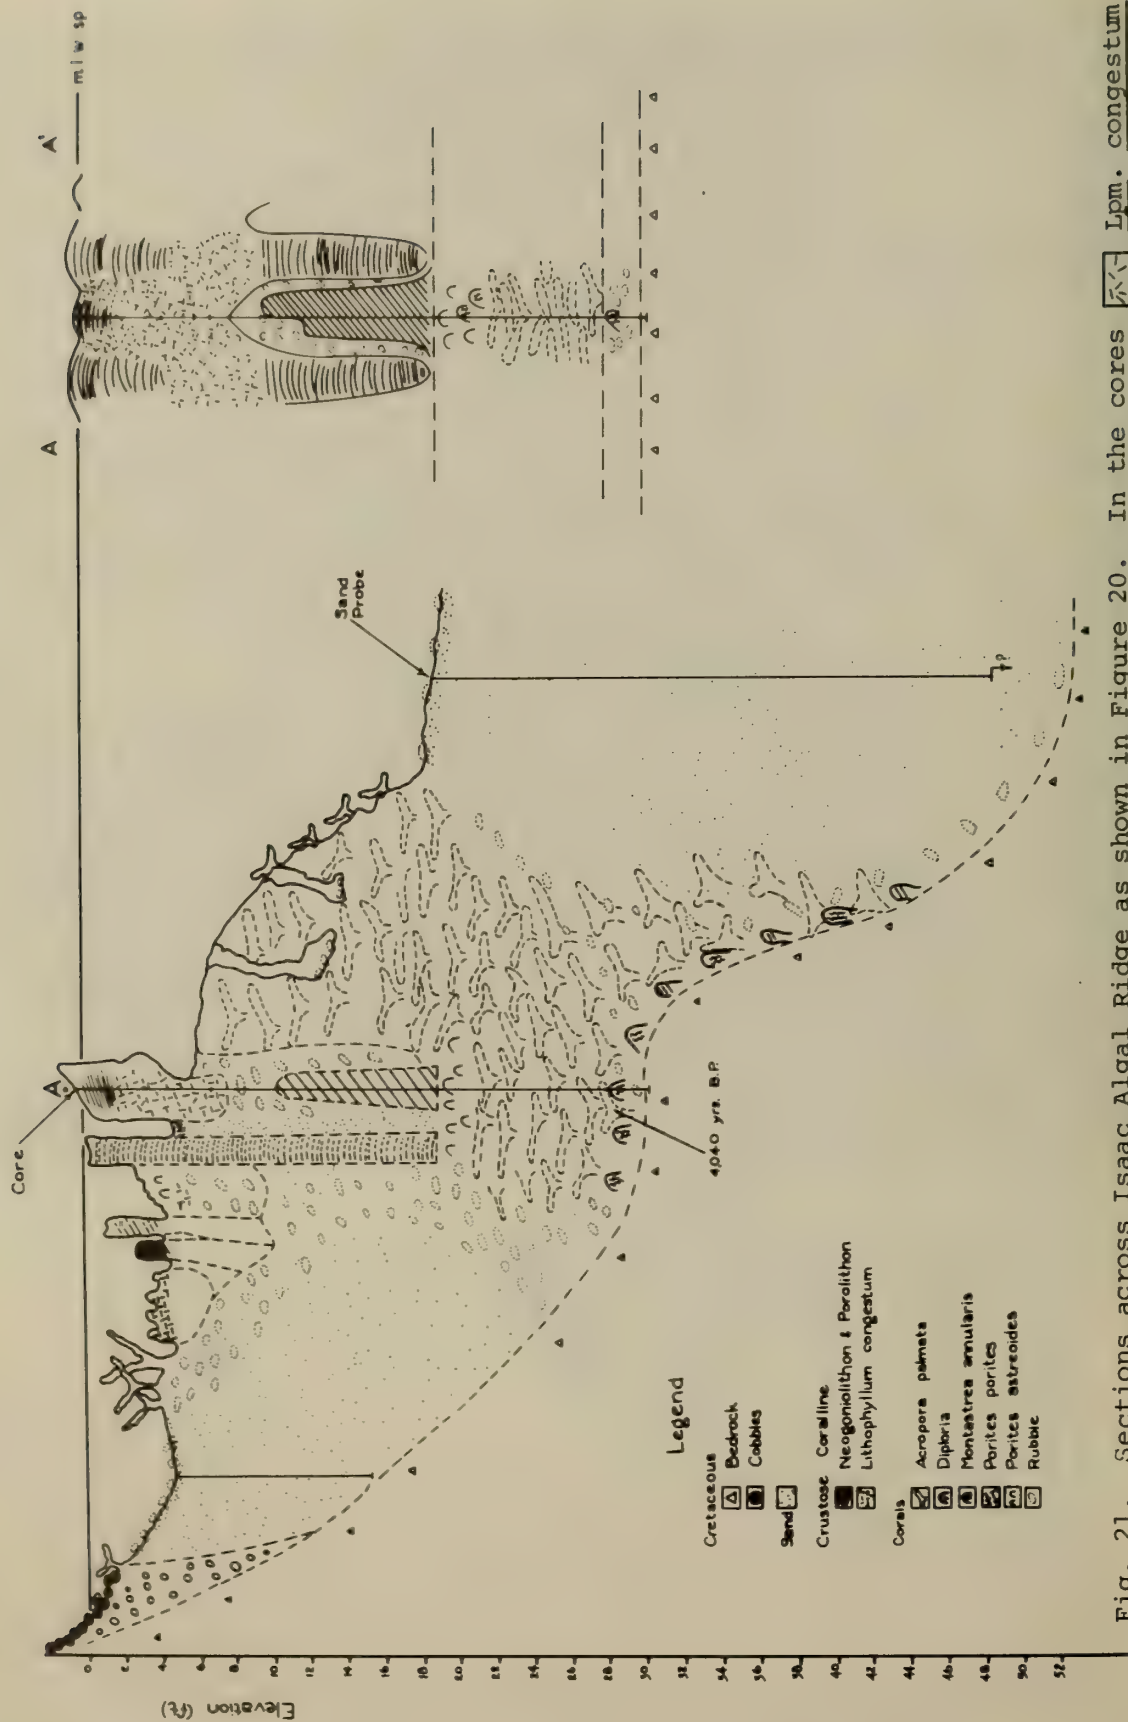 A
A'
mlwsp
Core
A
Sand
Probe
4,040 yrs. B.P.
P.
Elevation (ft)
0
2
4
6
8
10
12
14
16
18
20
22
24
26
28
30
32
34
36
38
40
42
44
46
48
50
52
Legend
Cretaceous
Bedrock
Cobbles
Sand
Crustose Coralline
Neogoniolithon & Porolithon
Lithophyllum congestum
Corals
Acropora palmata
Diploria
Montastrea annularis
Porites porites
Porites astreoides
Rubble
Fig. 21. Sections across Isaac Algal Ridge as shown in Figure 20. In the cores Lpm. congestum